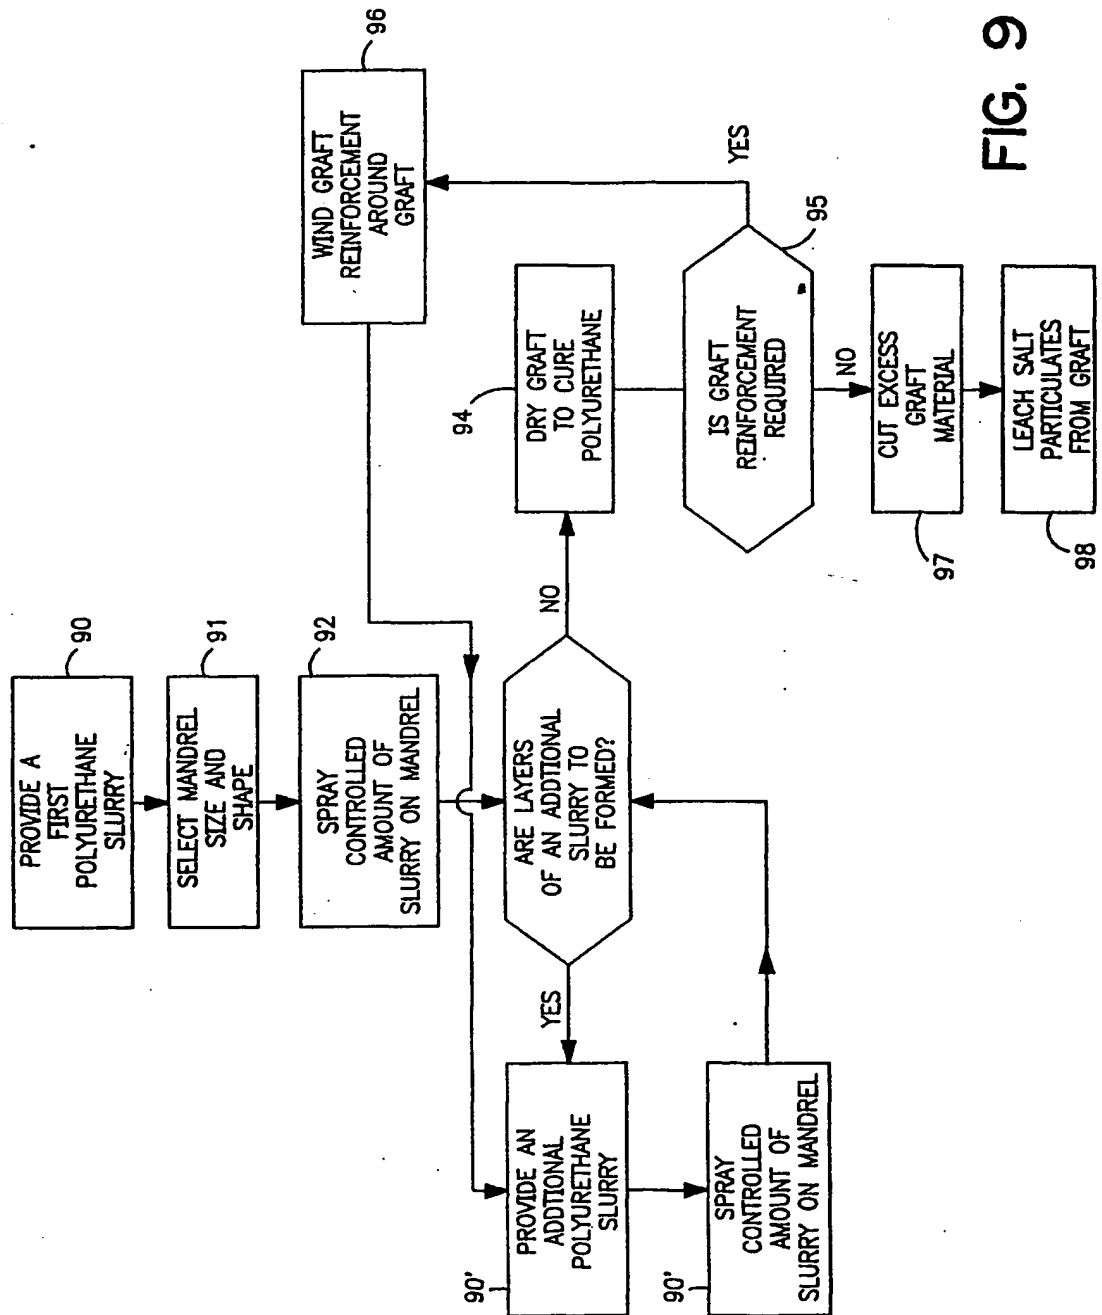 90
PROVIDE A
FIRST
POLYURETHANE
SLURRY
91
SELECT MANDREL
SIZE AND
SHAPE
92
SPRAY
CONTROLLED
AMOUNT OF
SLURRY ON MANDREL
ARE LAYERS
OF AN ADDTIONAL
SLURRY TO
BE FORMED?
YES
NO
90'
PROVIDE AN
ADDTIONAL
POLYURETHANE
SLURRY
90'
SPRAY
CONTROLLED
AMOUNT OF
SLURRY ON MANDREL
94
DRY GRAFT
TO CURE
POLYURETHANE
95
IS GRAFT
REINFORCEMENT
REQUIRED
YES
NO
96
WIND GRAFT
REINFORCEMENT
AROUND
GRAFT
97
CUT EXCESS
GRAFT
MATERIAL
98
LEACH SALT
PARTICULATES
FROM GRAFT
FIG. 9